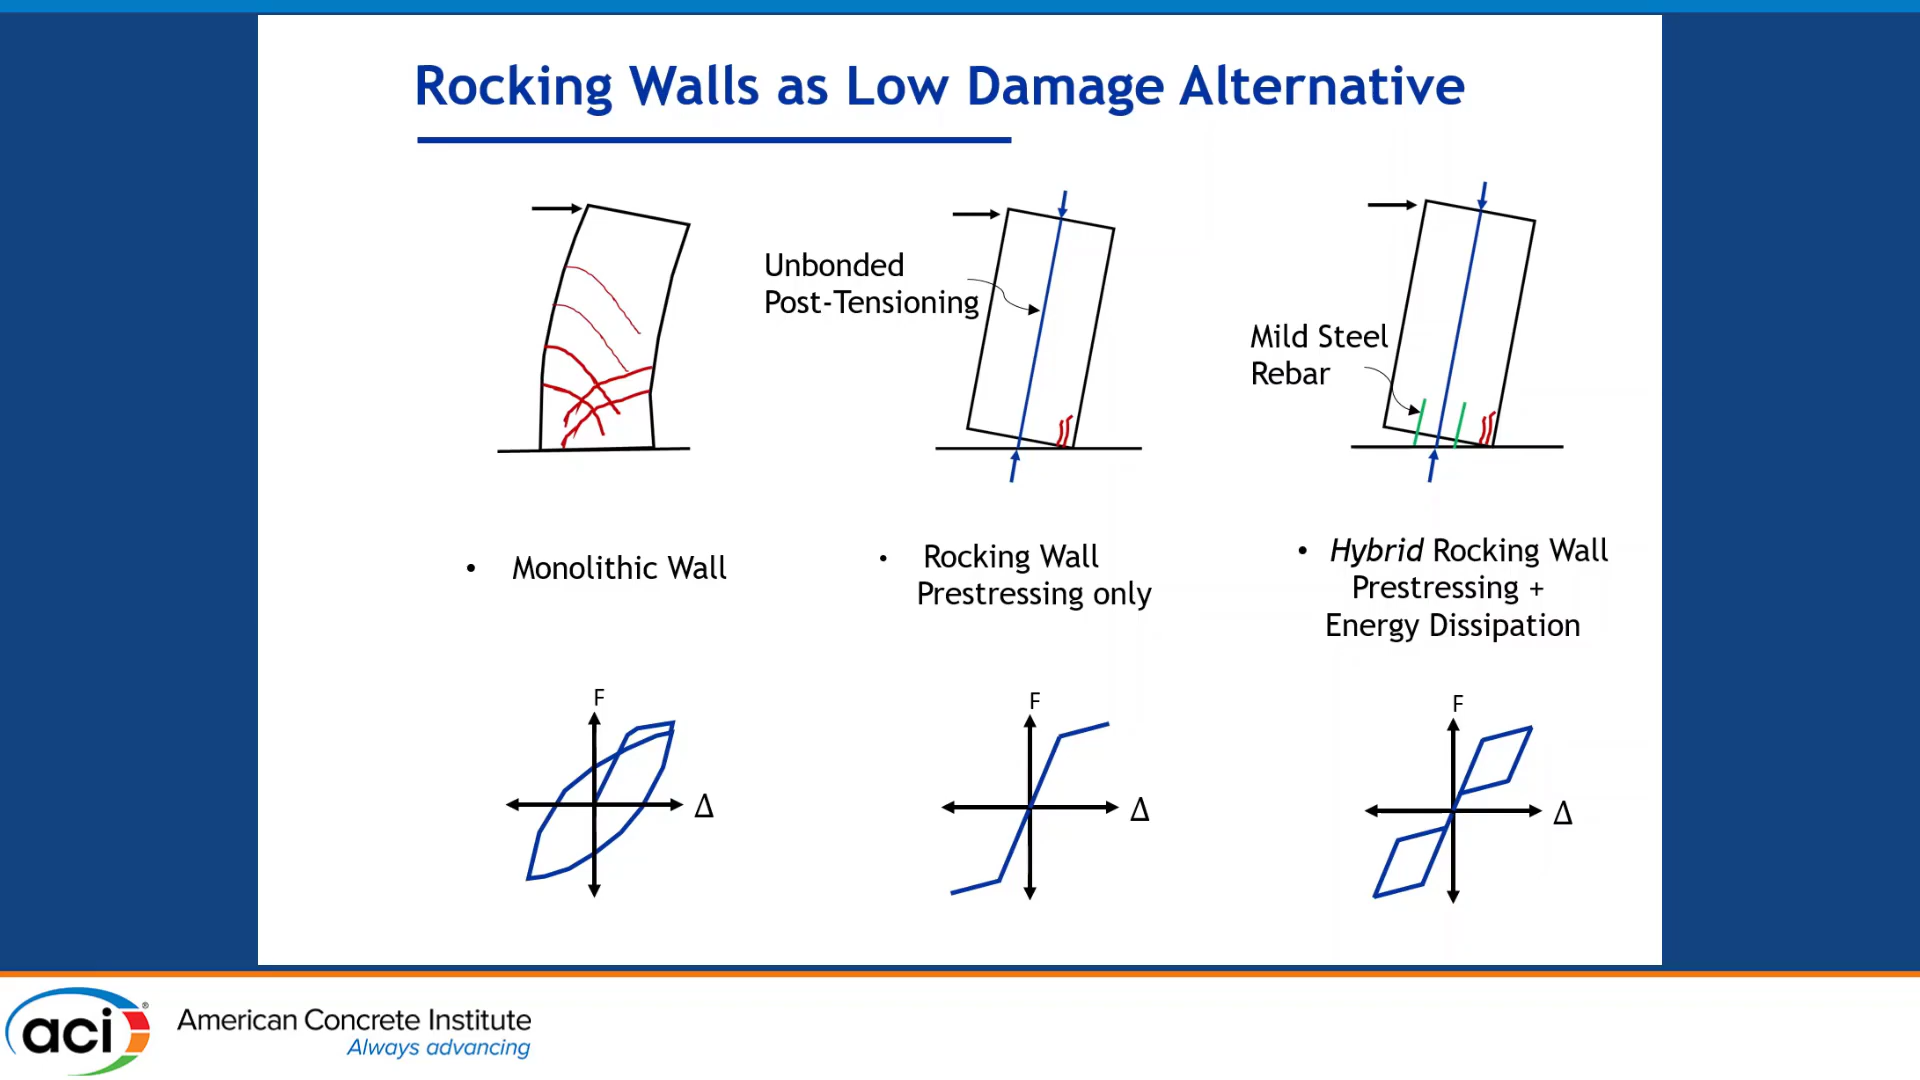 Rocking Walls as Low Damage Alternative
Unbonded
Post-Tensioning
Mild Steel
Rebar
• Monolithic Wall
• Rocking Wall
Prestressing only
• Hybrid Rocking Wall
Prestressing +
Energy Dissipation
F
Δ
F
Δ
F
Δ
aci®
American Concrete Institute
Always advancing